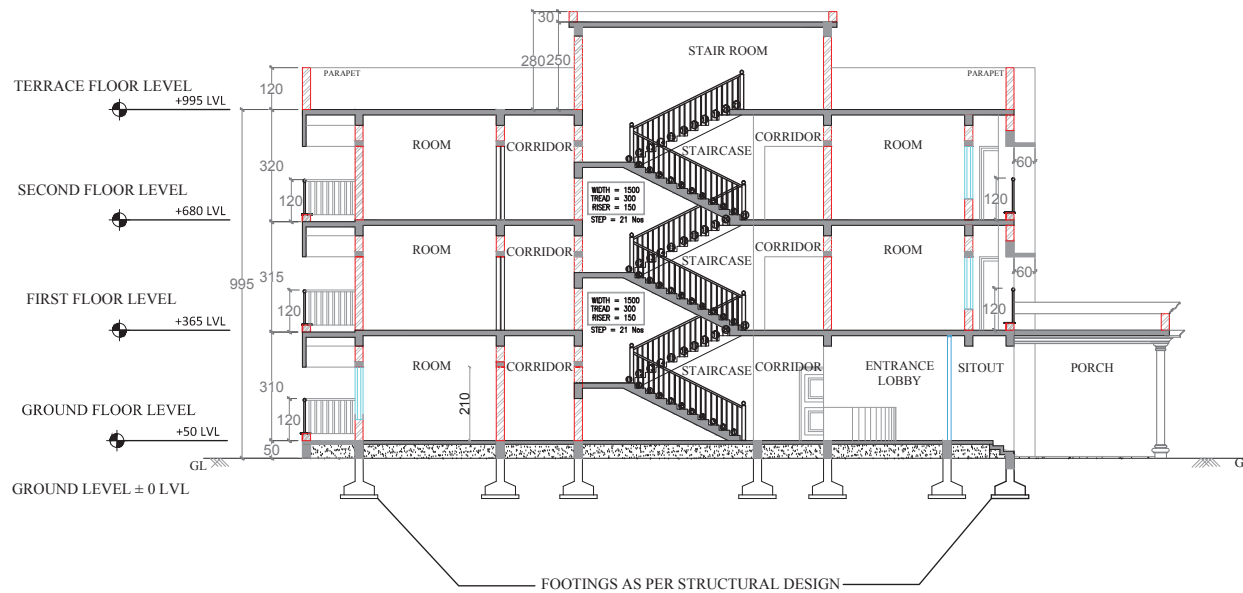 30
STAIR ROOM
280
250
PARAPET
PARAPET
TERRACE FLOOR LEVEL
+995 LVL
120
ROOM
CORRIDOR
STAIRCASE
CORRIDOR
ROOM
320
60
SECOND FLOOR LEVEL
+680 LVL
120
WIDTH = 1500
TREAD = 300
RISER = 150
STEP = 21 Nos
120
ROOM
CORRIDOR
STAIRCASE
CORRIDOR
ROOM
995
315
60
FIRST FLOOR LEVEL
+365 LVL
120
WIDTH = 1500
TREAD = 300
RISER = 150
STEP = 21 Nos
120
ROOM
CORRIDOR
STAIRCASE
CORRIDOR
ENTRANCE
LOBBY
SITOUT
PORCH
310
210
GROUND FLOOR LEVEL
+50 LVL
120
50
GL
G
GROUND LEVEL ± 0 LVL
FOOTINGS AS PER STRUCTURAL DESIGN